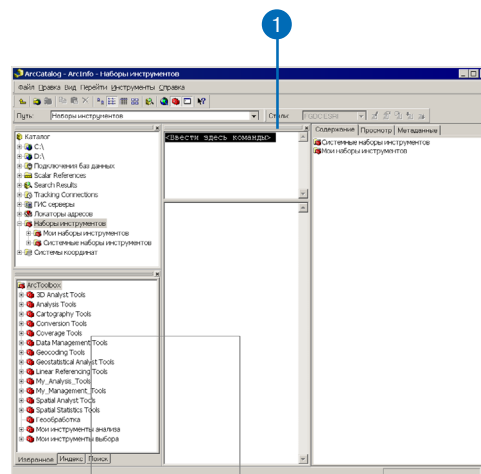 1
ArcCatalog - ArcInfo - Наборы инструментов
Файл Правка Вид Перейти Инструменты Справка
Путь: Наборы инструментов Стили: FGDC ESRI
Каталог
C:\
D:\
Подключения баз данных
Scalar References
Search Results
Tracking Connections
ГИС серверы
Локаторы адресов
Наборы инструментов
Мои наборы инструментов
Системные наборы инструментов
Системы координат
<Ввести здесь команды>
Содержание Просмотр Метаданные
Системные наборы инструментов
Мои наборы инструментов
ArcToolbox
3D Analyst Tools
Analysis Tools
Cartography Tools
Conversion Tools
Coverage Tools
Data Management Tools
Geocoding Tools
Geostatistical Analyst Tools
Linear Referencing Tools
My_Analysis_Tools
My_Management_Tools
Spatial Analyst Tools
Spatial Statistics Tools
Геообработка
Мои инструменты анализа
Мои инструменты выбора
Избранное Индекс Поиск